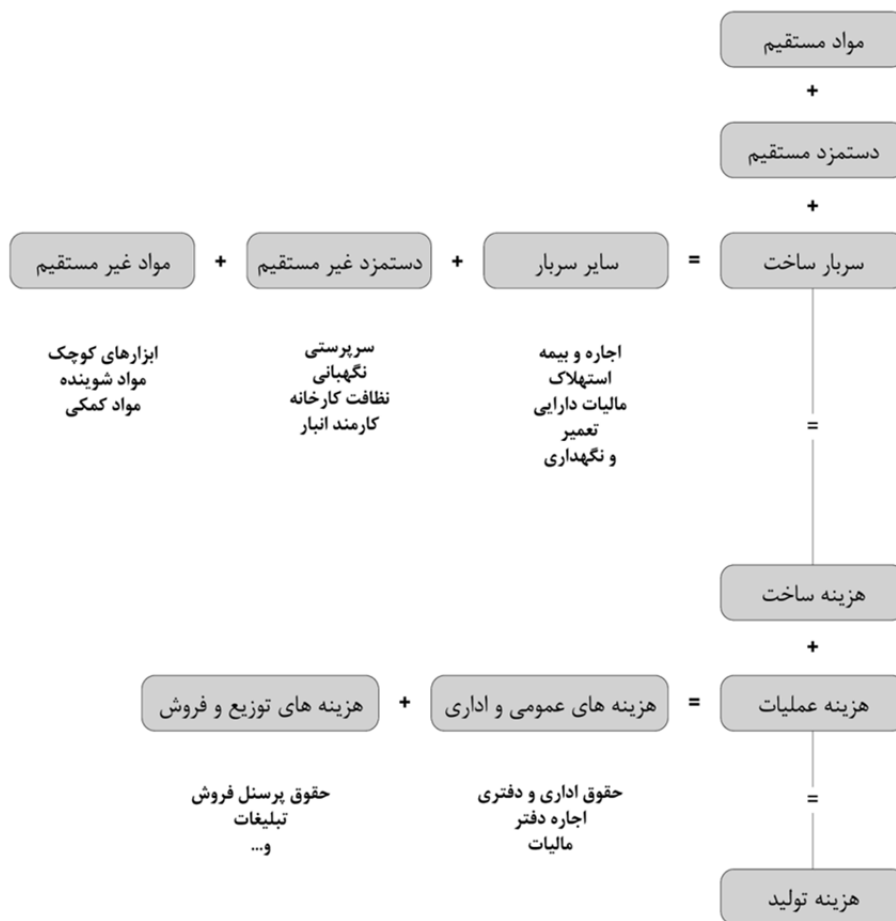 مواد مستقیم
+
دستمزد مستقیم
+
سربار ساخت = سایر سربار + دستمزد غیر مستقیم + مواد غیر مستقیم
اجاره و بیمه
استهلاک
مالیات دارایی
تعمیر
و نگهداری
سرپرستی
نگهبانی
نظافت کارخانه
کارمند انبار
ابزارهای کوچک
مواد شوینده
مواد کمکی
=
هزینه ساخت
+
هزینه عملیات = هزینه های عمومی و اداری + هزینه های توزیع و فروش
حقوق اداری و دفتری
اجاره دفتر
مالیات
حقوق پرسنل فروش
تبلیغات
و...
=
هزینه تولید